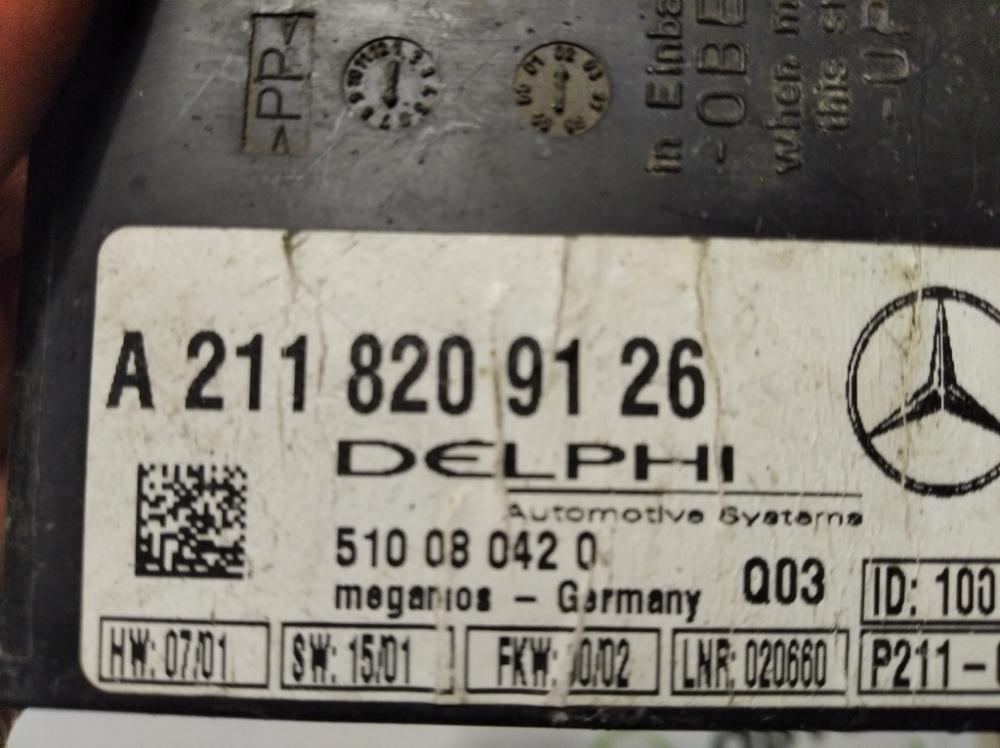 >PP<
in Einba
- OBE
when m
this s
- UP
A 211 820 91 26
DELPHI
Automotive Systems
510 08 042 0
Q03
ID: 100
meganios - Germany
HW: 07/01
SW: 15/01
FKW:
LNR: 020660
P211-